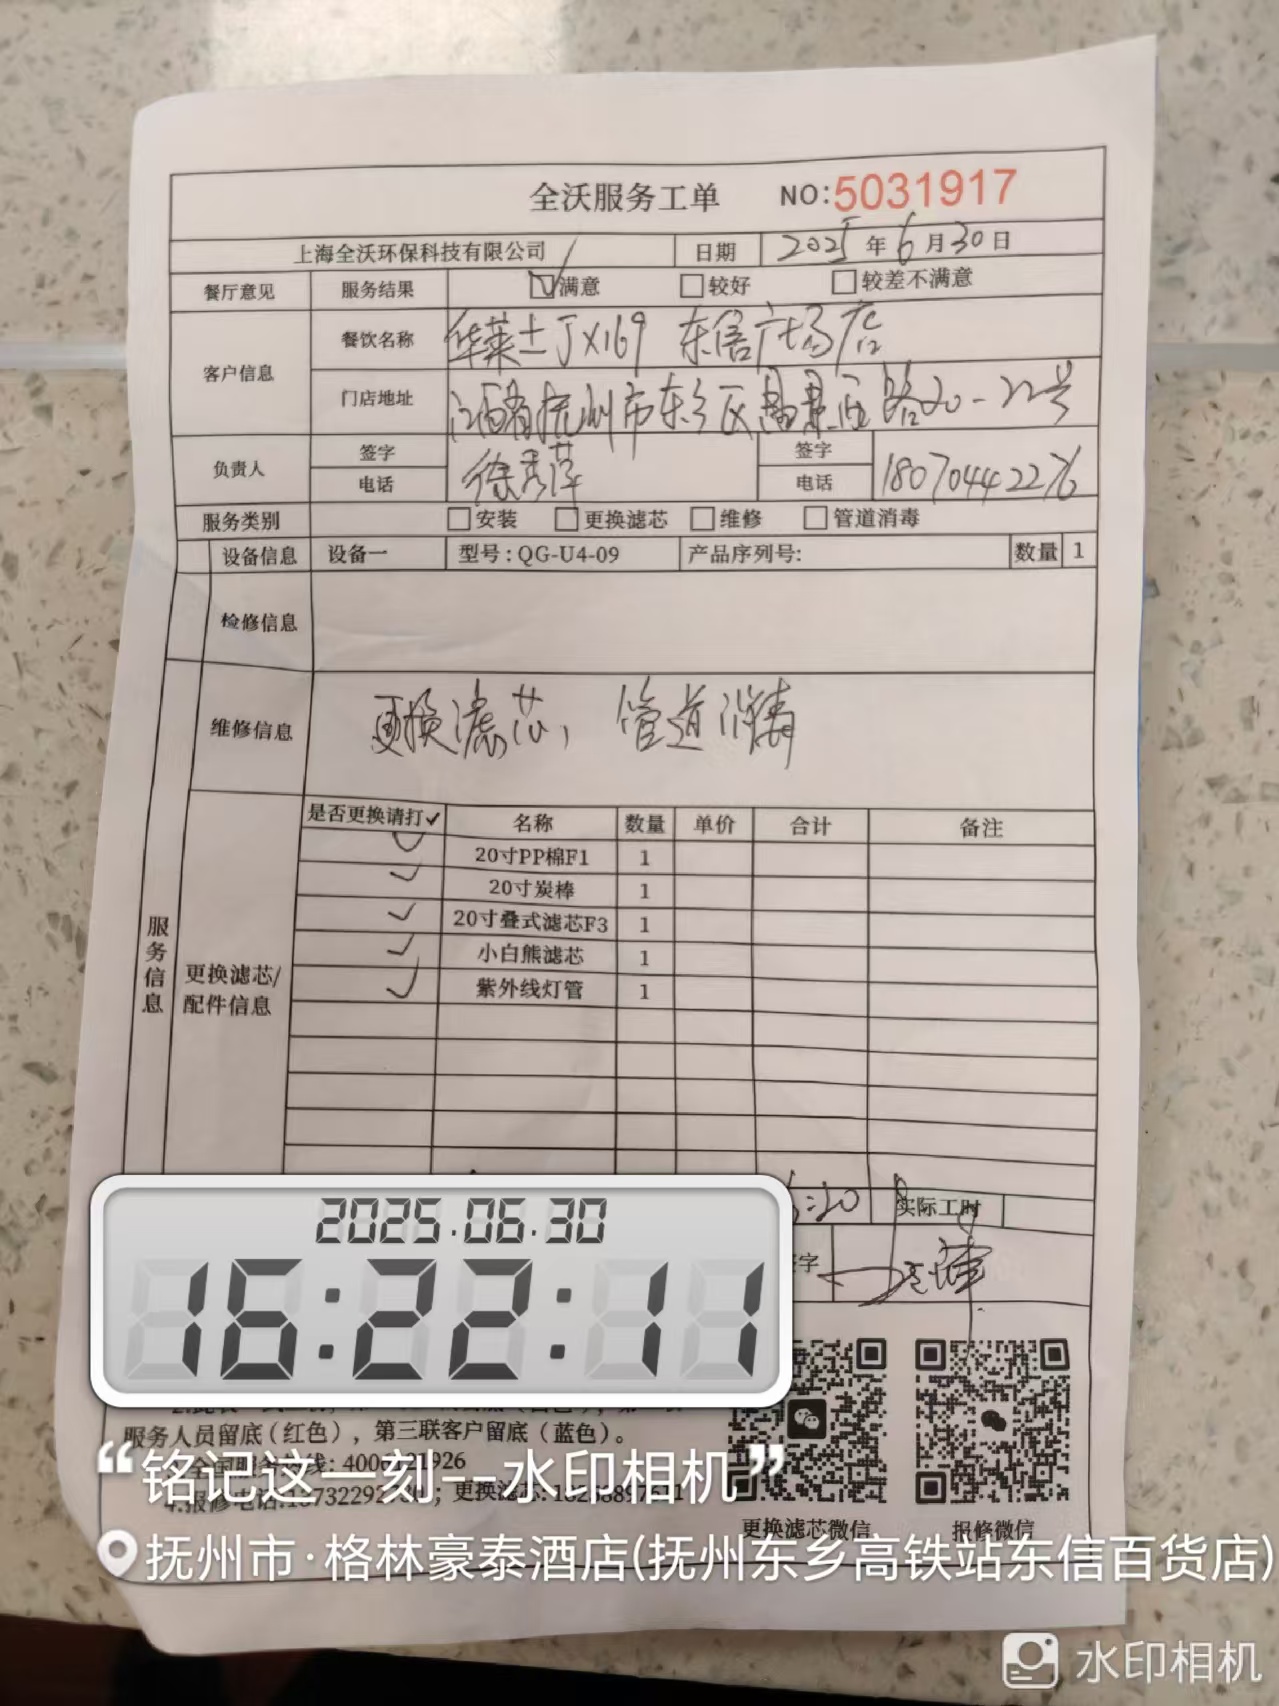 全沃服务工单 NO:5031917
上海全沃环保科技有限公司 日期 2025年6月30日
餐厅意见 服务结果 满意 较好 较差不满意
客户信息 餐饮名称 华莱士JX169 东信广场店
门店地址 江西省抚州市东乡区 路20-22号
负责人 签字 电话 徐秀萍 签字 电话 18070442276
服务类别 安装 更换滤芯 维修 管道消毒
设备信息 设备一 型号:QG-U4-09 产品序列号: 数量 1
检修信息
维修信息 更换滤芯,管道消毒
服务信息
更换滤芯/配件信息
是否更换请打✓ 名称 数量 单价 合计 备注
✓ 20寸PP棉F1 1
✓ 20寸炭棒 1
✓ 20寸叠式滤芯F3 1
✓ 小白熊滤芯 1
✓ 紫外线灯管 1
:20 实际工时
字
2025.06.30
16:22:11
服务人员留底(红色),第三联客户留底(蓝色)。
“铭记这一刻--水印相机”
更换滤芯微信 报修微信
抚州市·格林豪泰酒店(抚州东乡高铁站东信百货店)
水印相机